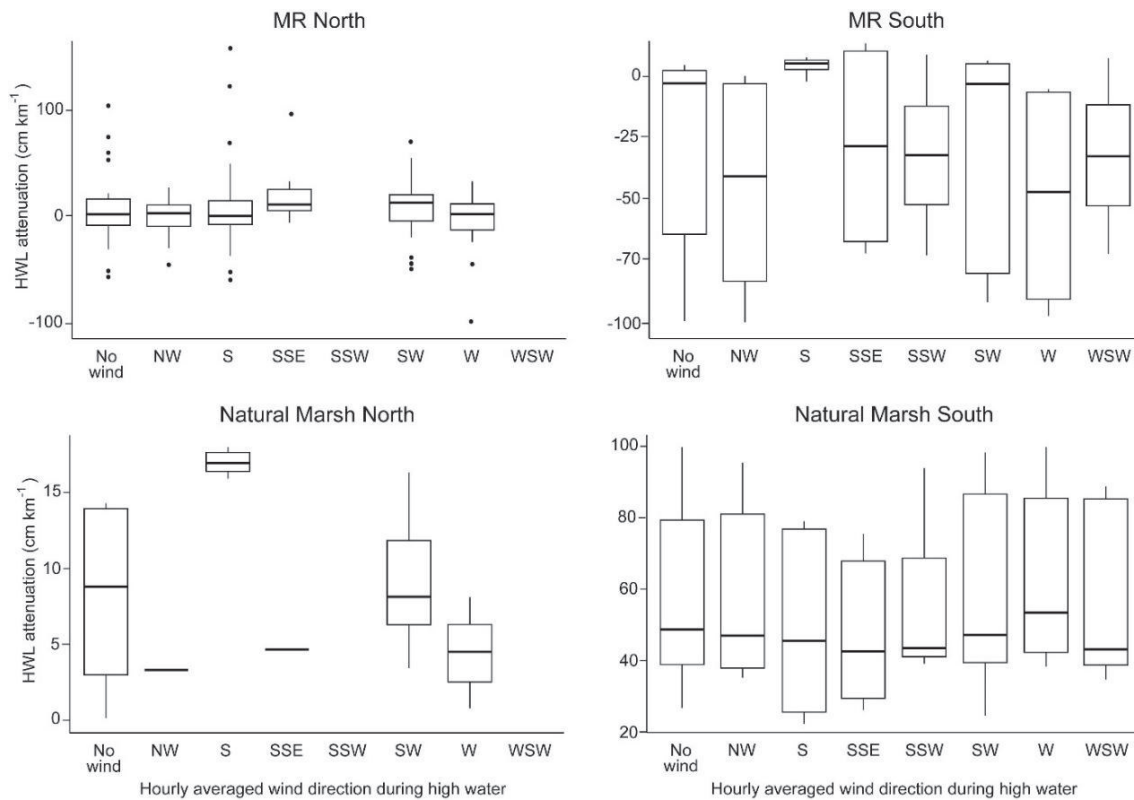 MR North
HWL attenuation (cm km⁻¹)
100
0
-100
No wind NW S SSE SSW SW W WSW
MR South
0
-25
-50
-70
-100
No wind NW S SSE SSW SW W WSW
Natural Marsh North
HWL attenuation (cm km⁻¹)
15
10
5
0
No wind NW S SSE SSW SW W WSW
Hourly averaged wind direction during high water
Natural Marsh South
100
80
60
40
20
No wind NW S SSE SSW SW W WSW
Hourly averaged wind direction during high water